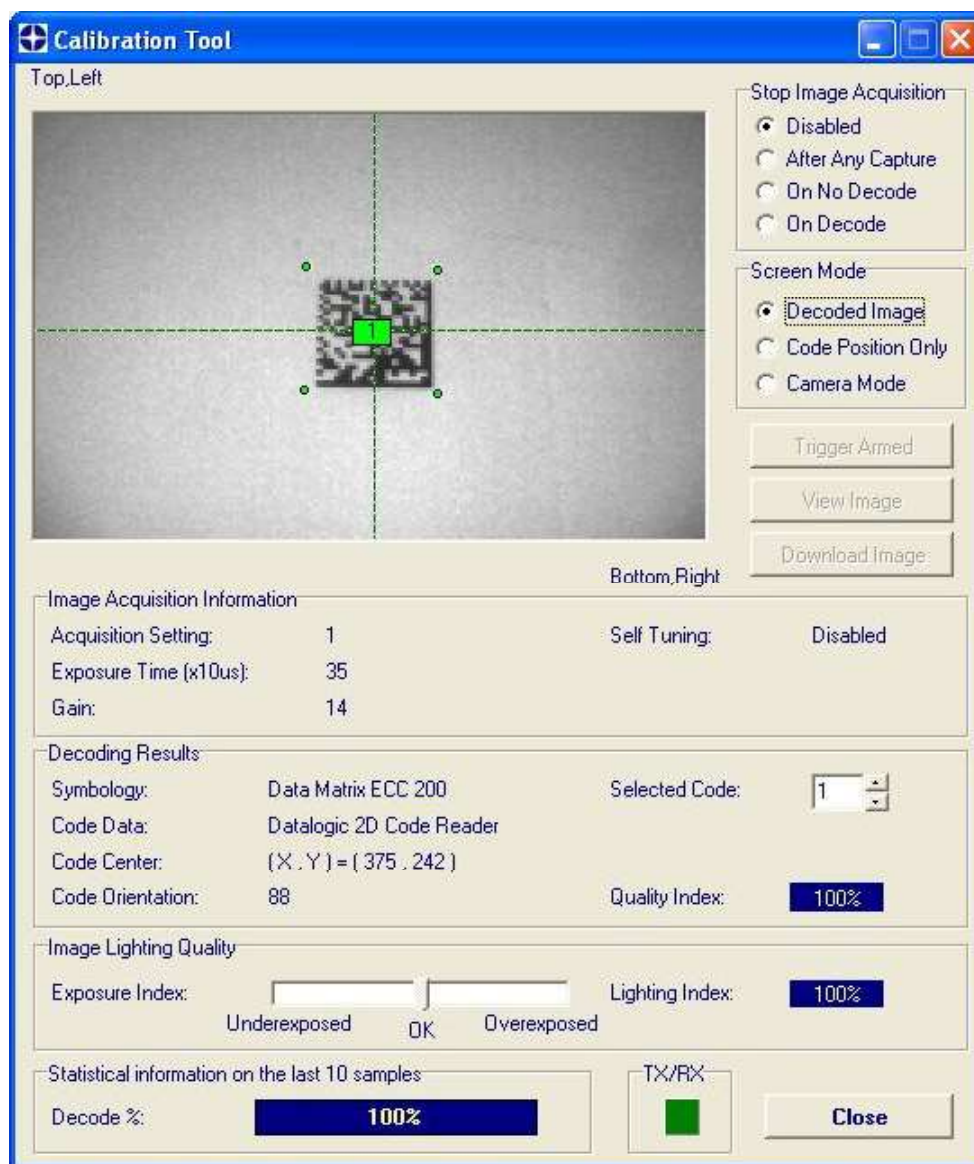 Calibration Tool
Top,Left
1
Bottom,Right
Stop Image Acquisition
Disabled
After Any Capture
On No Decode
On Decode
Screen Mode
Decoded Image
Code Position Only
Camera Mode
Trigger Armed
View Image
Download Image
Image Acquisition Information
Acquisition Setting: 1 Self Tuning: Disabled
Exposure Time (x10us): 35
Gain: 14
Decoding Results
Symbology: Data Matrix ECC 200 Selected Code: 1
Code Data: Datalogic 2D Code Reader
Code Center: ( X , Y ) = ( 375 , 242 )
Code Orientation: 88 Quality Index: 100%
Image Lighting Quality
Exposure Index: Lighting Index: 100%
Underexposed OK Overexposed
Statistical information on the last 10 samples
Decode %: 100%
TX/RX
Close